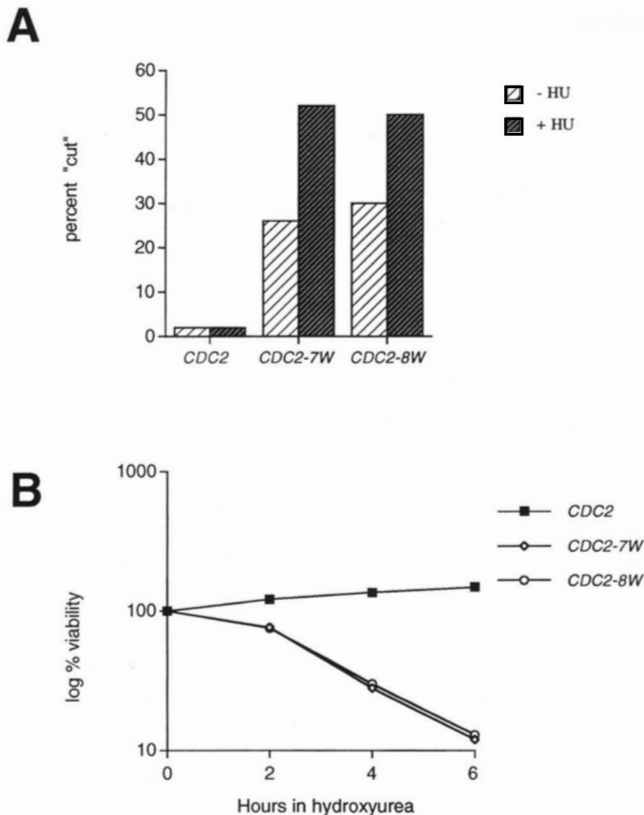 A
60
50
40
30
20
10
0
percent "cut"
CDC2
CDC2-7W
CDC2-8W
- HU
+ HU
B
1000
100
10
log % viability
0
2
4
6
Hours in hydroxyurea
CDC2
CDC2-7W
CDC2-8W